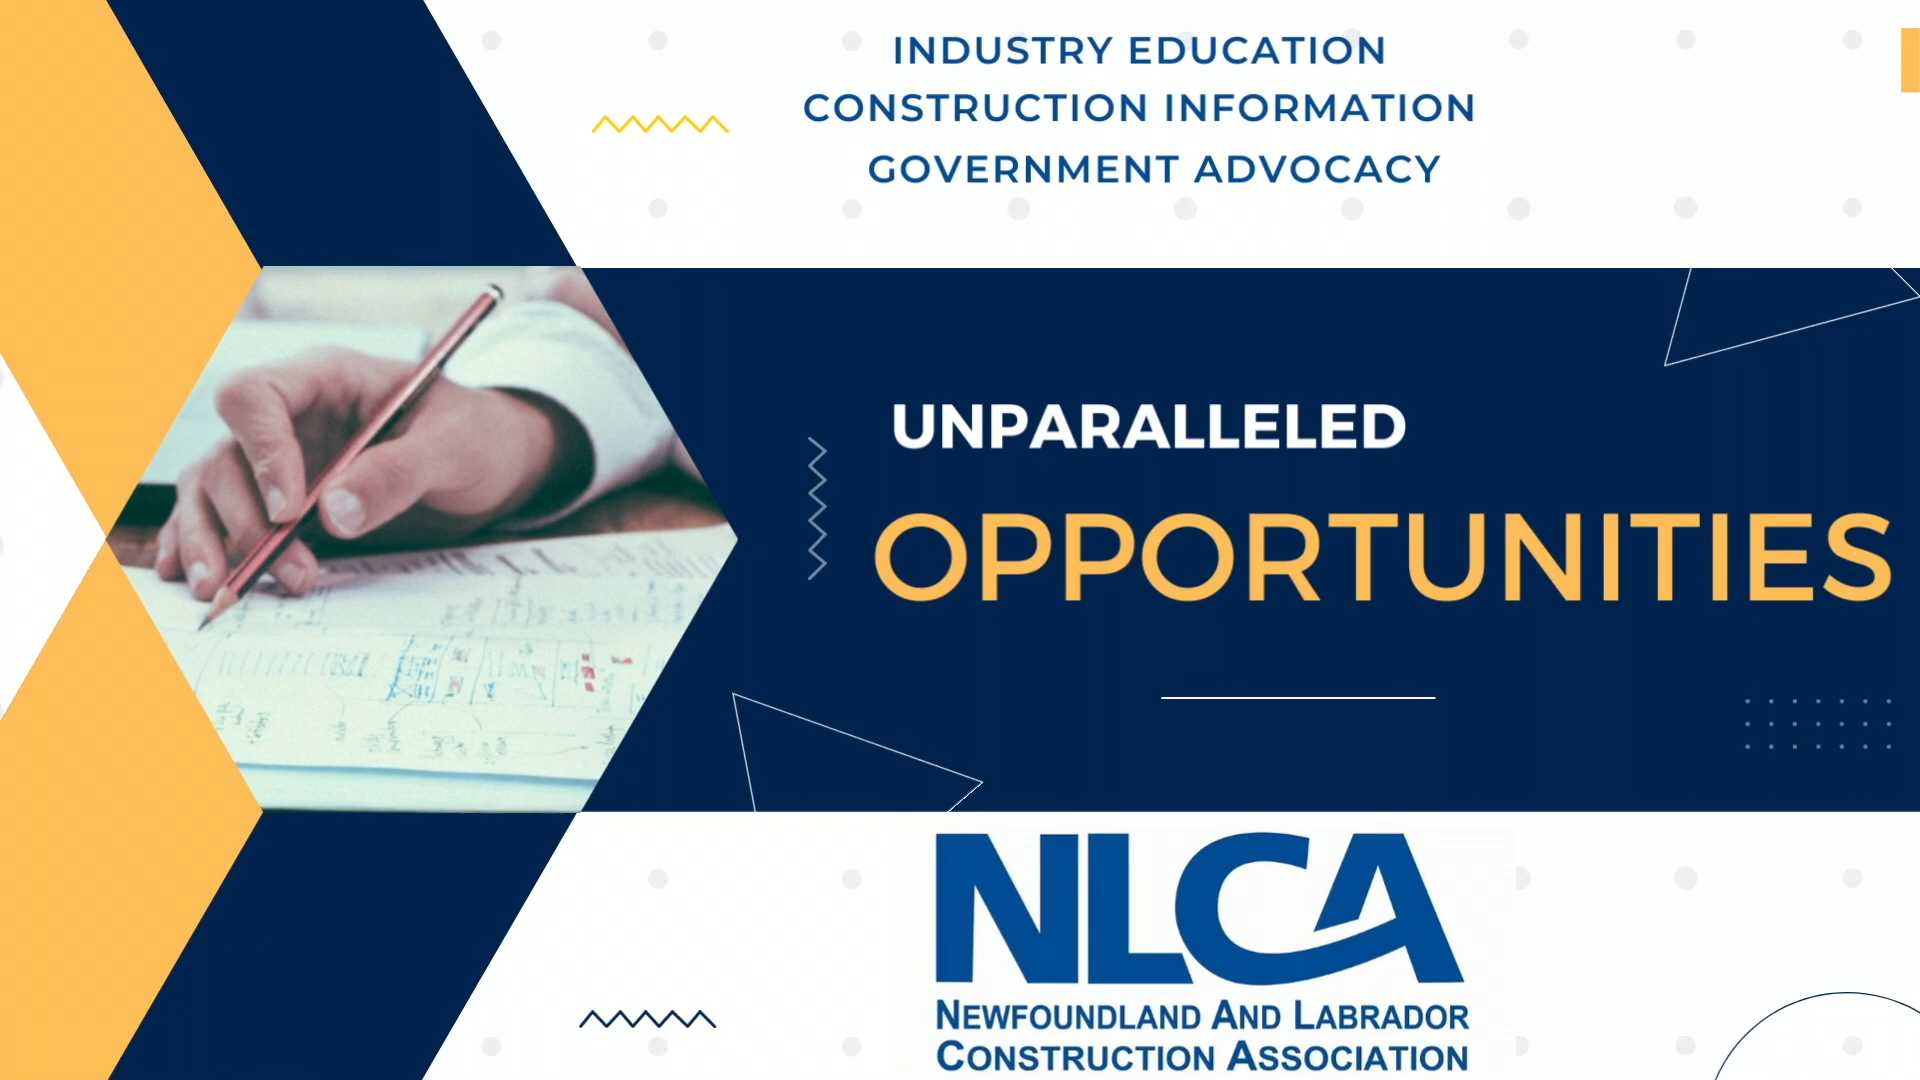 INDUSTRY EDUCATION
CONSTRUCTION INFORMATION
GOVERNMENT ADVOCACY
UNPARALLELED
OPPORTUNITIES
NLCA
NEWFOUNDLAND AND LABRADOR
CONSTRUCTION ASSOCIATION